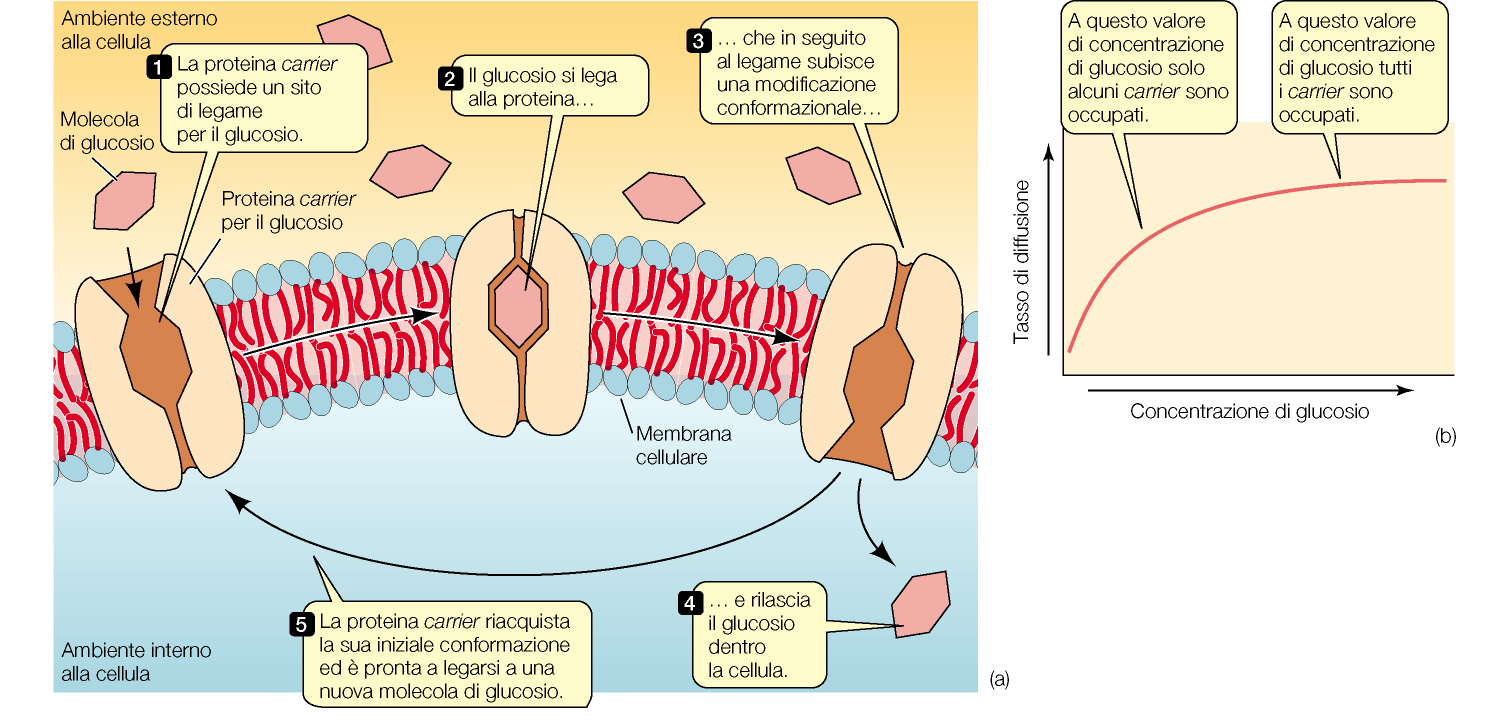 Ambiente esterno
alla cellula
1 La proteina carrier
possiede un sito
di legame
per il glucosio.
2 Il glucosio si lega
alla proteina…
3 … che in seguito
al legame subisce
una modificazione
conformazionale…
Molecola
di glucosio
Proteina carrier
per il glucosio
Membrana
cellulare
4 … e rilascia
il glucosio
dentro
la cellula.
5 La proteina carrier riacquista
la sua iniziale conformazione
ed è pronta a legarsi a una
nuova molecola di glucosio.
Ambiente interno
alla cellula
(a)
A questo valore
di concentrazione
di glucosio solo
alcuni carrier sono
occupati.
A questo valore
di concentrazione
di glucosio tutti
i carrier sono
occupati.
Tasso di diffusione
Concentrazione di glucosio
(b)